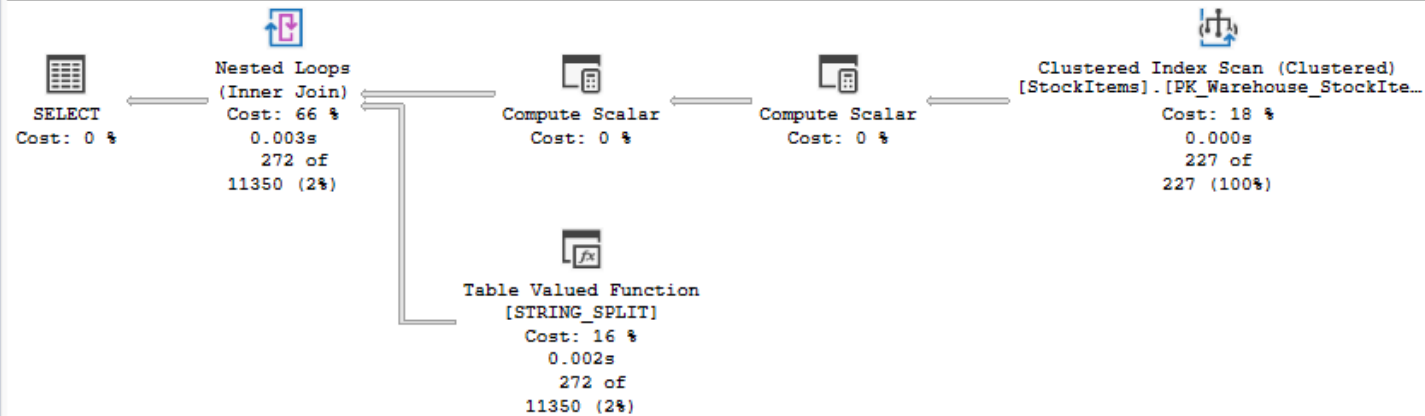 Nested Loops
(Inner Join)
Cost: 66 %
0.003s
272 of
11350 (2%)
SELECT
Cost: 0 %
Compute Scalar
Cost: 0 %
Compute Scalar
Cost: 0 %
Clustered Index Scan (Clustered)
[StockItems].[PK_Warehouse_StockIte…
Cost: 18 %
0.000s
227 of
227 (100%)
fx
Table Valued Function
[STRING_SPLIT]
Cost: 16 %
0.002s
272 of
11350 (2%)